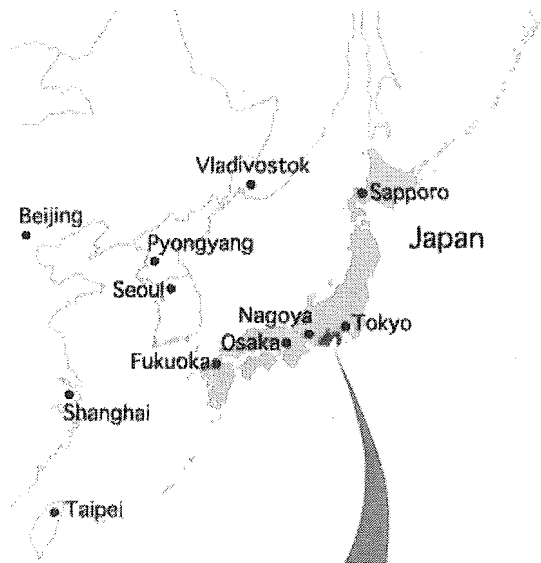 Vladivostok
Sapporo
Beijing
Japan
Pyongyang
Seoul
Nagoya
Tokyo
Osaka
Fukuoka
Shanghai
Taipei